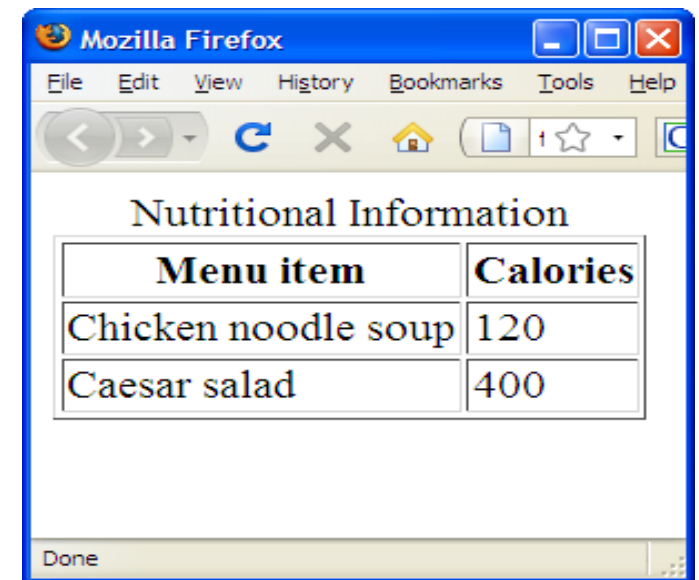 Mozilla Firefox
File Edit View History Bookmarks Tools Help
Nutritional Information
Menu item Calories
Chicken noodle soup 120
Caesar salad 400
Done